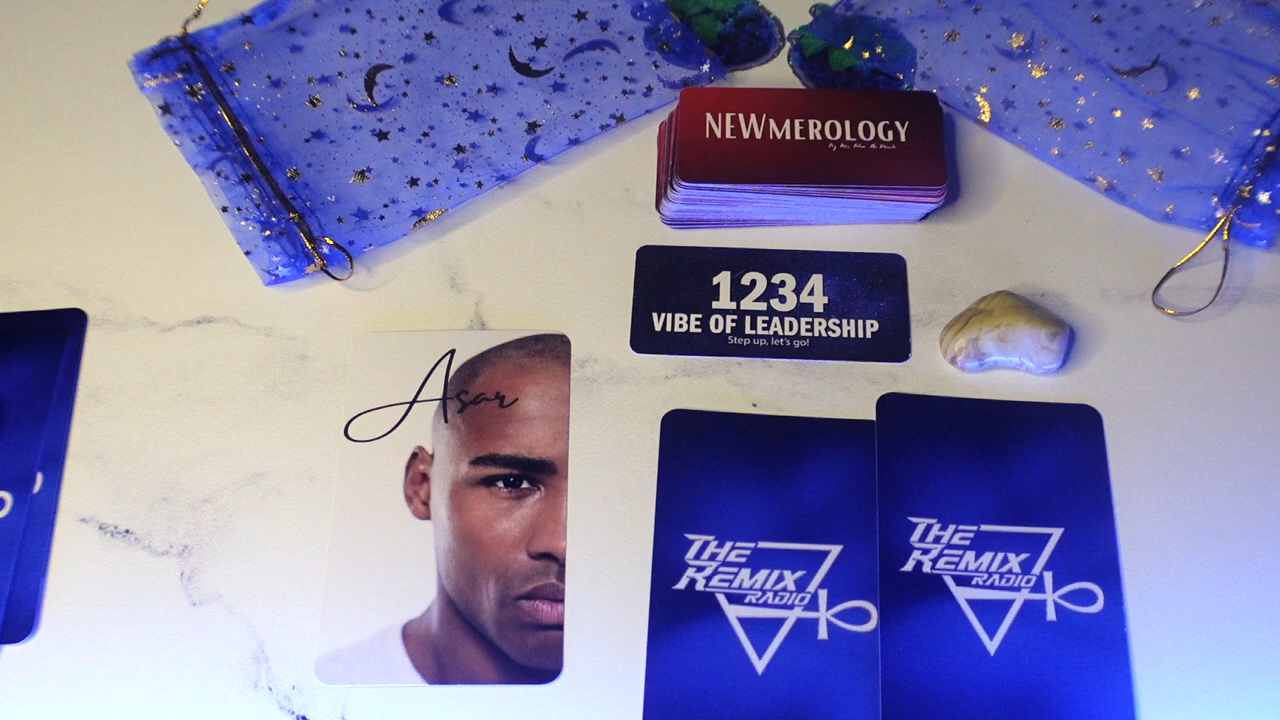 NEWMEROLOGY
1234
VIBE OF LEADERSHIP
Step up, let's go!
Asar
THE
REMIX
RADIO
THE
REMIX
RADIO